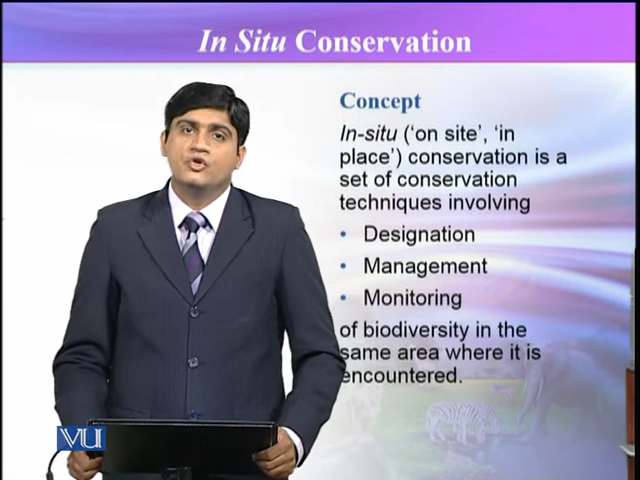 In Situ Conservation
Concept
In-situ ('on site', 'in
place') conservation is a
set of conservation
techniques involving
• Designation
• Management
• Monitoring
of biodiversity in the
same area where it is
encountered.
VU